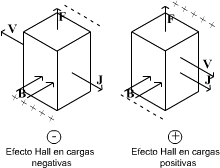 F
V
J
B
F
V
J
B
-
+
Efecto Hall en cargas
negativas
Efecto Hall en cargas
positivas